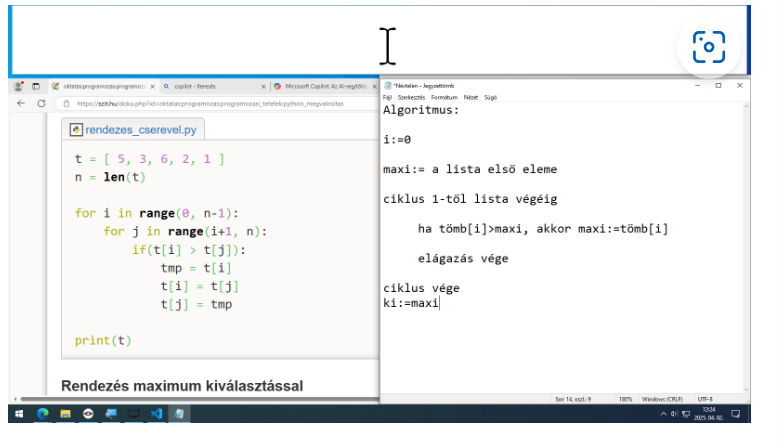 oktatas:programozas:programoz
copilot - Keresés
Microsoft Copilot: Az AI-segítőt
https://szit.hu/doku.php?id=oktatas:programozas:programozasi_tetelek:python_megvalositas
rendezes_cserevel.py
t = [ 5, 3, 6, 2, 1 ]
n = len(t)
for i in range(0, n-1):
for j in range(i+1, n):
if(t[i] > t[j]):
tmp = t[i]
t[i] = t[j]
t[j] = tmp
print(t)
Rendezés maximum kiválasztással
*Névtelen – Jegyzettömb
Fájl Szerkesztés Formátum Nézet Súgó
Algoritmus:
i:=0
maxi:= a lista első eleme
ciklus 1-től lista végéig
ha tömb[i]>maxi, akkor maxi:=tömb[i]
elágazás vége
ciklus vége
ki:=maxi
Sor: 14, oszl.: 9 180% Windows (CRLF) UTF-8
12:24
2025. 04. 02.